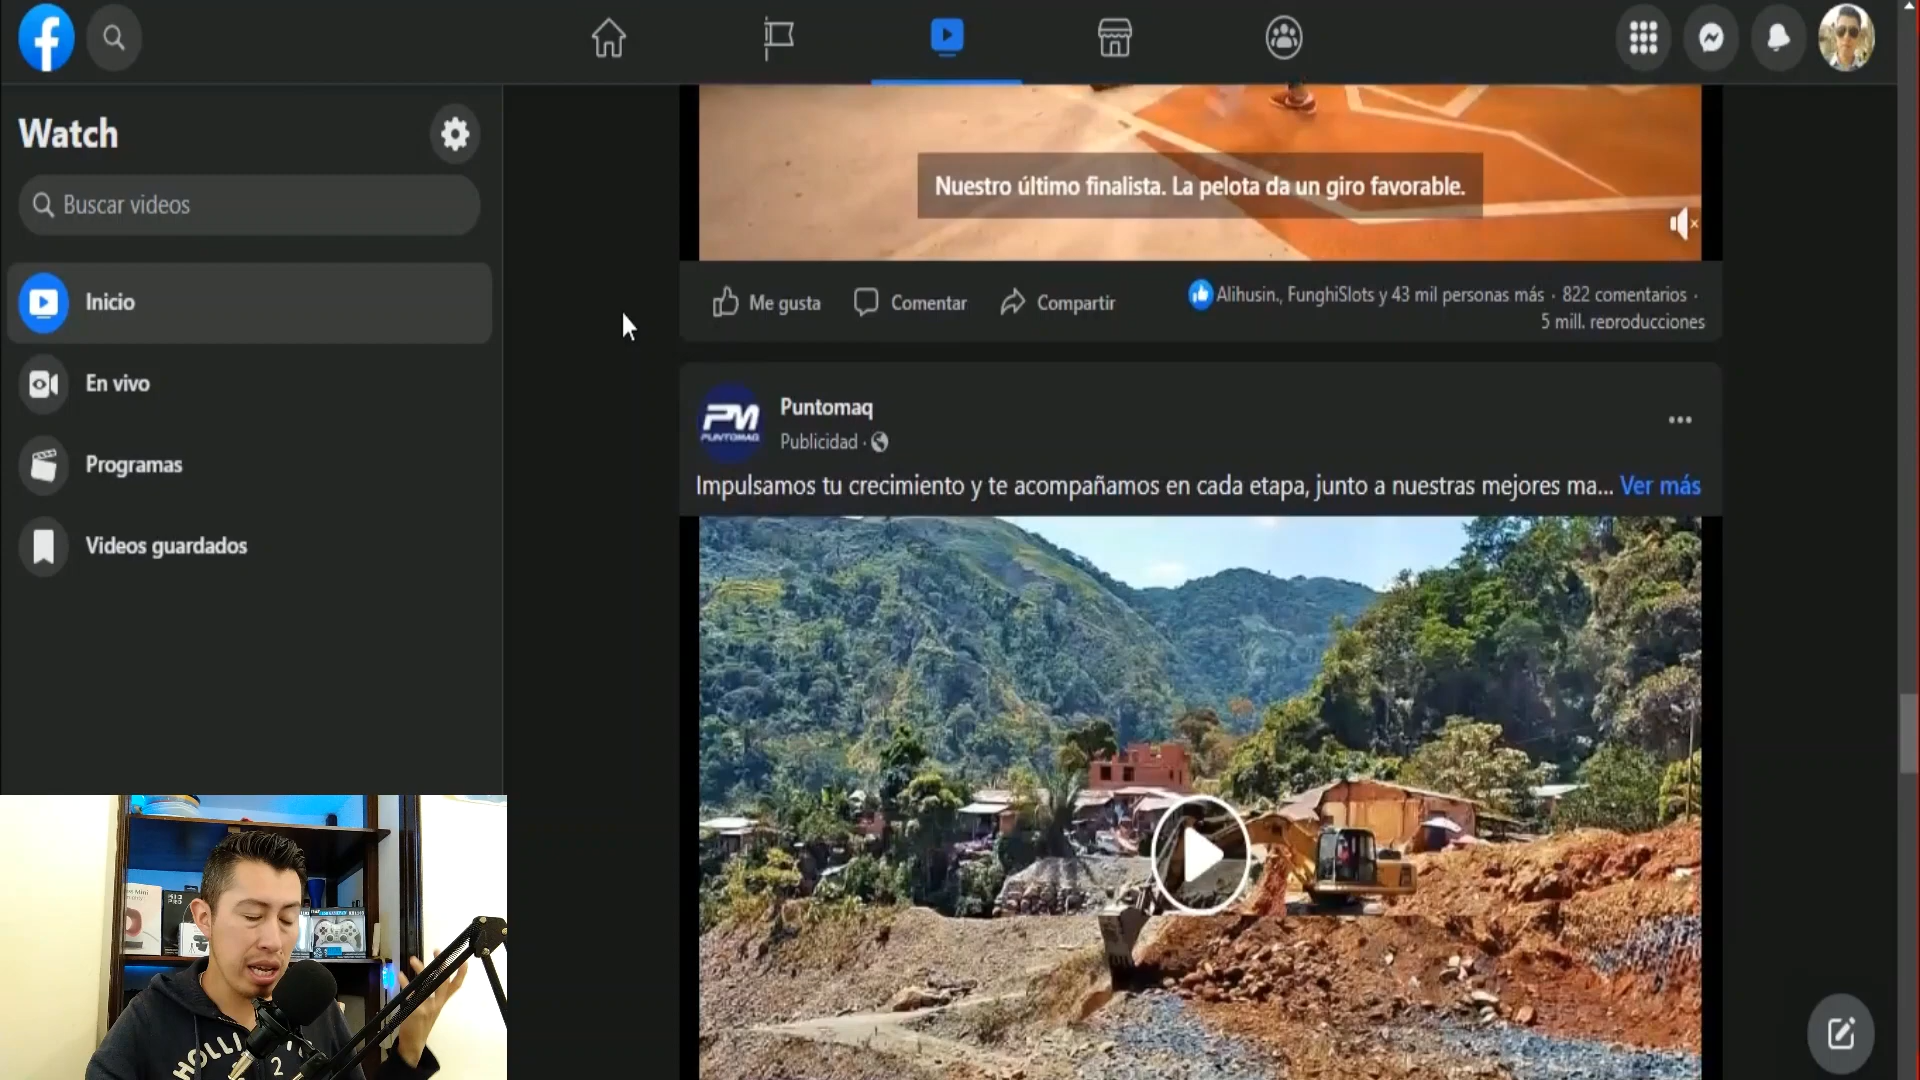 Watch
Buscar videos
Inicio
En vivo
Programas
Videos guardados
Nuestro último finalista. La pelota da un giro favorable.
Me gusta
Comentar
Compartir
Alihusin., FunghiSlots y 43 mil personas más · 822 comentarios ·
5 mill. reproducciones
PM
PUNTOMAQ
Puntomaq
Publicidad ·
Impulsamos tu crecimiento y te acompañamos en cada etapa, junto a nuestras mejores ma... Ver más